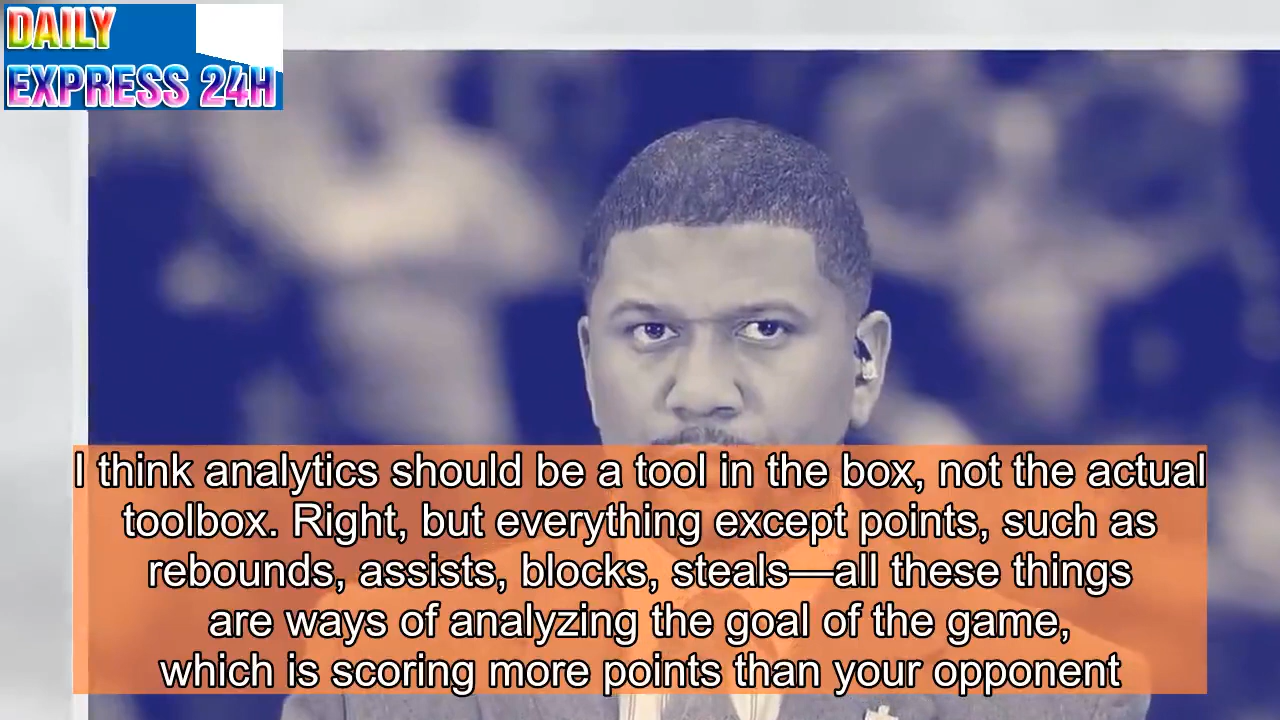 DAILY
EXPRESS 24H
I think analytics should be a tool in the box, not the actual
toolbox. Right, but everything except points, such as
rebounds, assists, blocks, steals—all these things
are ways of analyzing the goal of the game,
which is scoring more points than your opponent